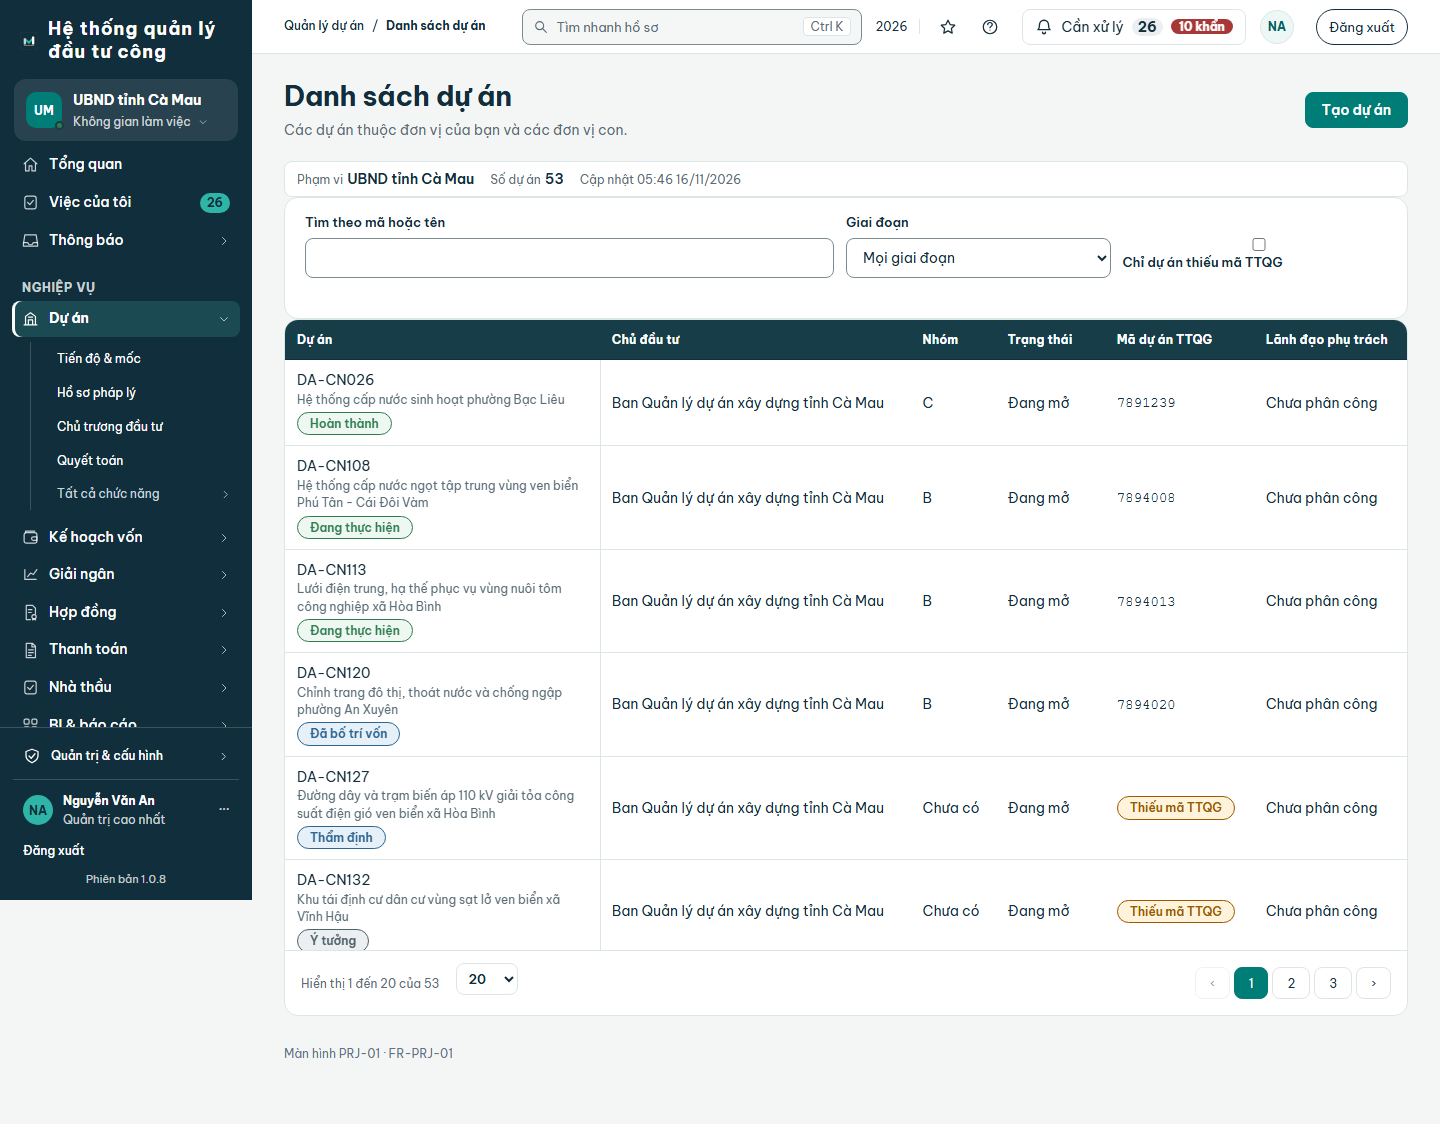 Hệ thống quản lý
đầu tư công
UM
UBND tỉnh Cà Mau
Không gian làm việc
Tổng quan
Việc của tôi 26
Thông báo
NGHIỆP VỤ
Dự án
Tiến độ & mốc
Hồ sơ pháp lý
Chủ trương đầu tư
Quyết toán
Tất cả chức năng
Kế hoạch vốn
Giải ngân
Hợp đồng
Thanh toán
Nhà thầu
BI & báo cáo
Quản trị & cấu hình
NA
Nguyễn Văn An
Quản trị cao nhất
Đăng xuất
Phiên bản 1.0.8
Quản lý dự án / Danh sách dự án
Tìm nhanh hồ sơ Ctrl K
2026
Cần xử lý 26 10 khẩn
NA
Đăng xuất
Danh sách dự án
Các dự án thuộc đơn vị của bạn và các đơn vị con.
Tạo dự án
Phạm vi UBND tỉnh Cà Mau Số dự án 53 Cập nhật 05:46 16/11/2026
Tìm theo mã hoặc tên
Giai đoạn
Mọi giai đoạn
Chỉ dự án thiếu mã TTQG
Dự án Chủ đầu tư Nhóm Trạng thái Mã dự án TTQG Lãnh đạo phụ trách
DA-CN026
Hệ thống cấp nước sinh hoạt phường Bạc Liêu
Hoàn thành
Ban Quản lý dự án xây dựng tỉnh Cà Mau C Đang mở 7891239 Chưa phân công
DA-CN108
Hệ thống cấp nước ngọt tập trung vùng ven biển
Phú Tân - Cái Đôi Vàm
Đang thực hiện
Ban Quản lý dự án xây dựng tỉnh Cà Mau B Đang mở 7894008 Chưa phân công
DA-CN113
Lưới điện trung, hạ thế phục vụ vùng nuôi tôm
công nghiệp xã Hòa Bình
Đang thực hiện
Ban Quản lý dự án xây dựng tỉnh Cà Mau B Đang mở 7894013 Chưa phân công
DA-CN120
Chỉnh trang đô thị, thoát nước và chống ngập
phường An Xuyên
Đã bố trí vốn
Ban Quản lý dự án xây dựng tỉnh Cà Mau B Đang mở 7894020 Chưa phân công
DA-CN127
Đường dây và trạm biến áp 110 kV giải tỏa công
suất điện gió ven biển xã Hòa Bình
Thẩm định
Ban Quản lý dự án xây dựng tỉnh Cà Mau Chưa có Đang mở Thiếu mã TTQG Chưa phân công
DA-CN132
Khu tái định cư dân cư vùng sạt lở ven biển xã
Vĩnh Hậu
Ý tưởng
Ban Quản lý dự án xây dựng tỉnh Cà Mau Chưa có Đang mở Thiếu mã TTQG Chưa phân công
Hiển thị 1 đến 20 của 53 20
‹ 1 2 3 ›
Màn hình PRJ-01 · FR-PRJ-01